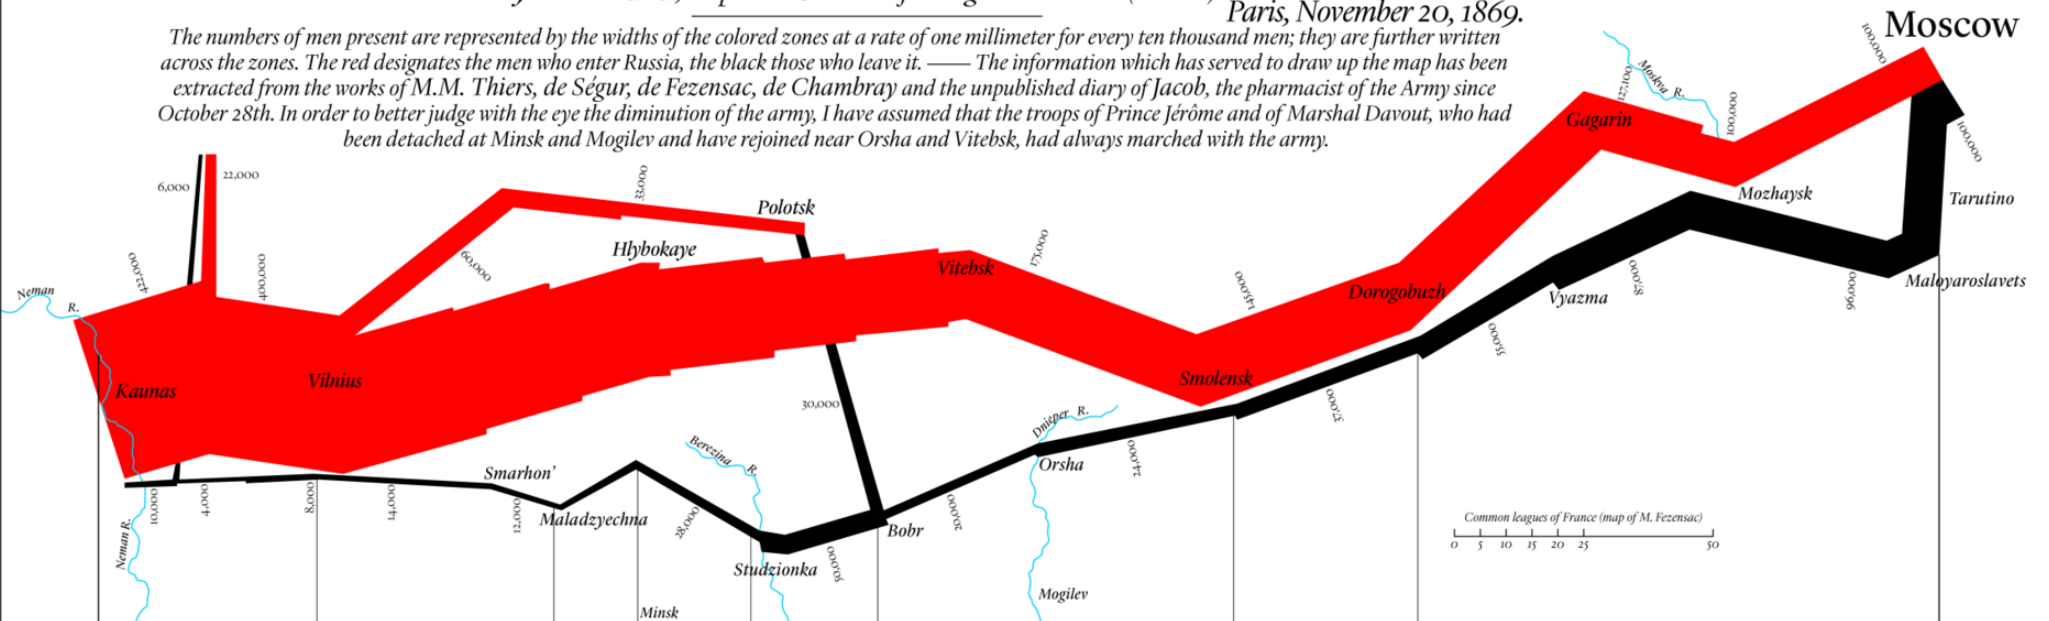 Paris, November 20, 1869.
Moscow
The numbers of men present are represented by the widths of the colored zones at a rate of one millimeter for every ten thousand men; they are further written
across the zones. The red designates the men who enter Russia, the black those who leave it. —— The information which has served to draw up the map has been
extracted from the works of M.M. Thiers, de Ségur, de Fezensac, de Chambray and the unpublished diary of Jacob, the pharmacist of the Army since
October 28th. In order to better judge with the eye the diminution of the army, I have assumed that the troops of Prince Jérôme and of Marshal Davout, who had
been detached at Minsk and Mogilev and have rejoined near Orsha and Vitebsk, had always marched with the army.
100,000
Moskva R.
127,100
100,000
Gagarin
100,000
6,000
22,000
33,000
Polotsk
Mozhaysk
Tarutino
422,000
400,000
60,000
Hlybokaye
175,000
Vitebsk
145,000
Dorogobuzh
87,000
Vyazma
96,000
Maloyaroslavets
Neman
R.
55,000
Kaunas
Vilnius
Smolensk
30,000
37,000
Dnieper R.
Berezina R.
Orsha
24,000
Smarhon'
10,000
4,000
8,000
14,000
12,000
Maladzyechna
28,000
20,000
Bobr
Neman R.
Studzionka
50,000
Common leagues of France (map of M. Fezensac)
0 5 10 15 20 25 50
Mogilev
Minsk